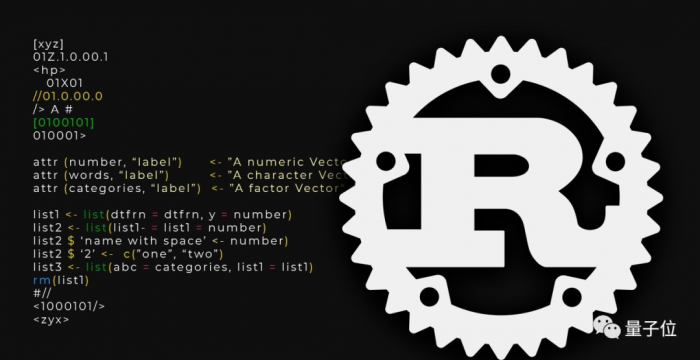 [xyz]
01Z.1.0.00.1
<hp>
01X01
//01.0.00.0
/> A #
[0100101]
010001>
attr (number, “label”) <- "A numeric Vecto
attr (words, “label”) <- "A character Vec
attr (categories, “label”) <- "A factor Vector"
list1 <- list(dtfrn = dtfrn, y = number)
list2 <- list(list1- = list1 = number)
list2 $ ‘name with space’ <- number)
list2 $ ‘2’ <- c(“one”, “two”)
list3 <- list(abc = categories, list1 = list1)
rm(list1)
#//
<1000101/>
<zyx>
R
量子位